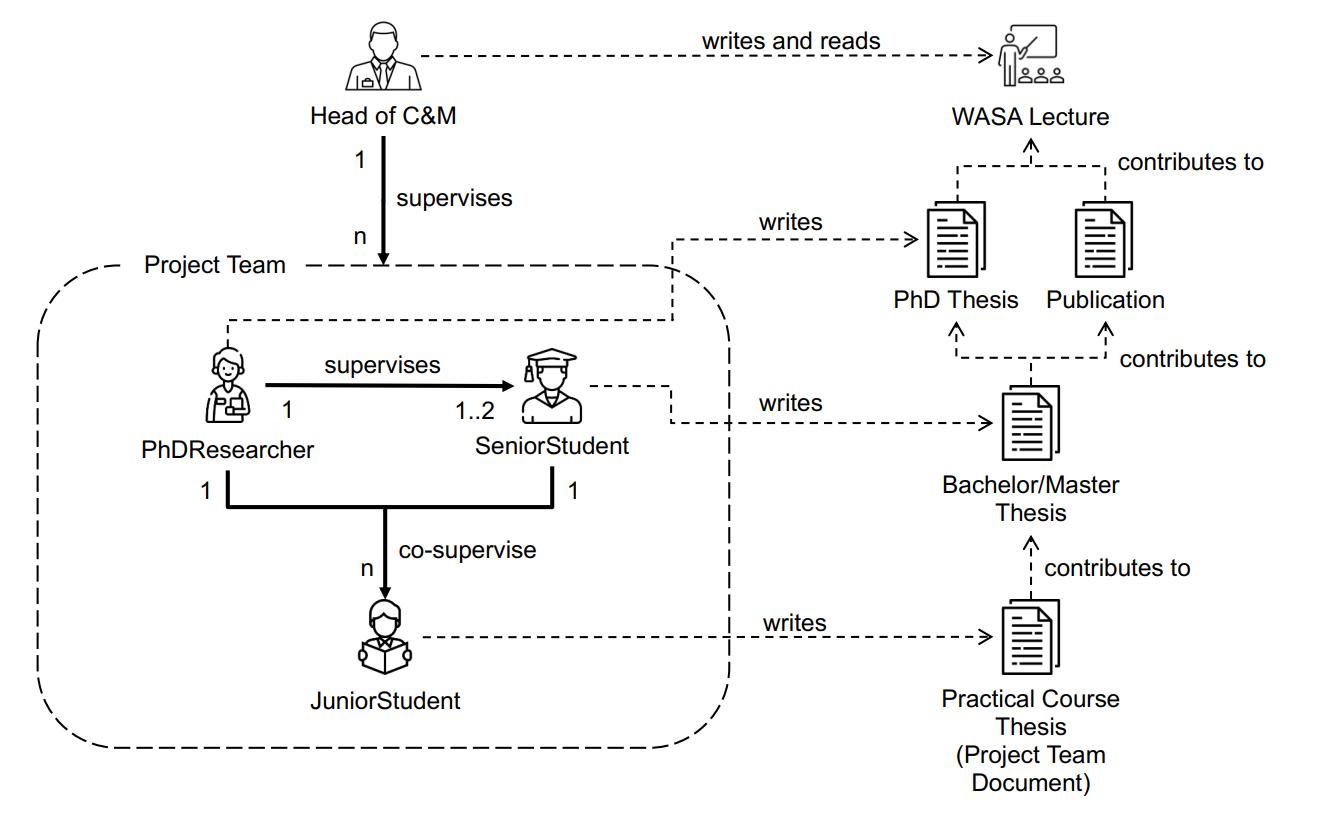 writes and reads
Head of C&M
WASA Lecture
1
contributes to
supervises
writes
n
Project Team
PhD Thesis
Publication
supervises
contributes to
1
1..2
writes
PhDResearcher
SeniorStudent
1
1
Bachelor/Master
Thesis
co-supervise
n
contributes to
writes
JuniorStudent
Practical Course
Thesis
(Project Team
Document)